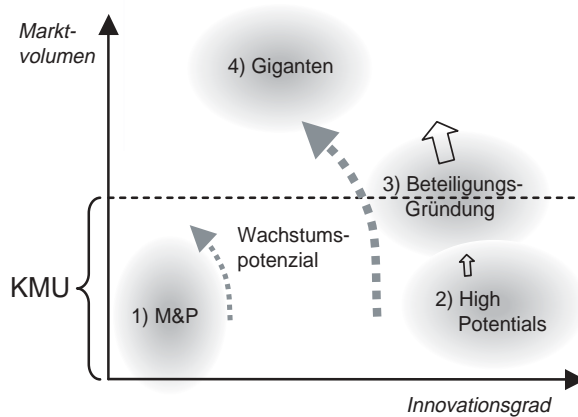 Markt-
volumen
4) Giganten
3) Beteiligungs-
Gründung
Wachstums-
potenzial
KMU
1) M&P
2) High
Potentials
Innovationsgrad